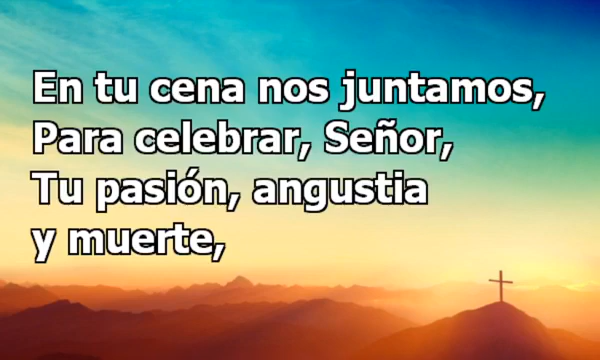 En tu cena nos juntamos,
Para celebrar, Señor,
Tu pasión, angustia
y muerte,